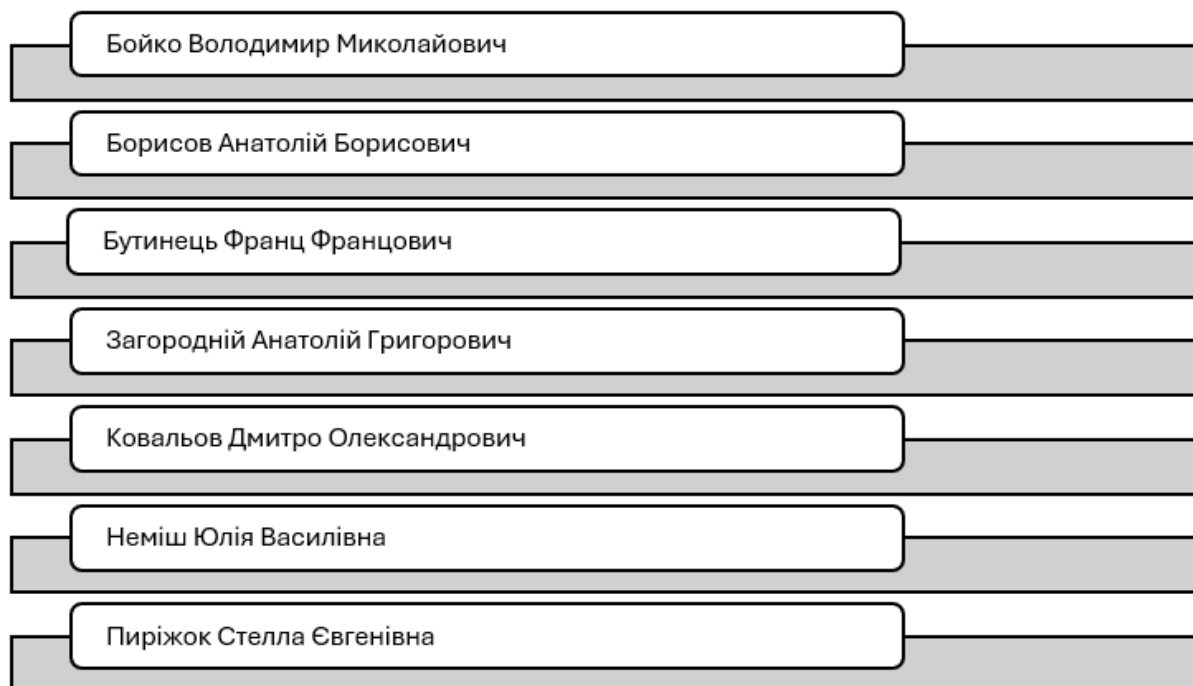 Бойко Володимир Миколайович
Борисов Анатолій Борисович
Бутинець Франц Францович
Загородній Анатолій Григорович
Ковальов Дмитро Олександрович
Неміш Юлія Василівна
Пиріжок Стелла Євгенівна